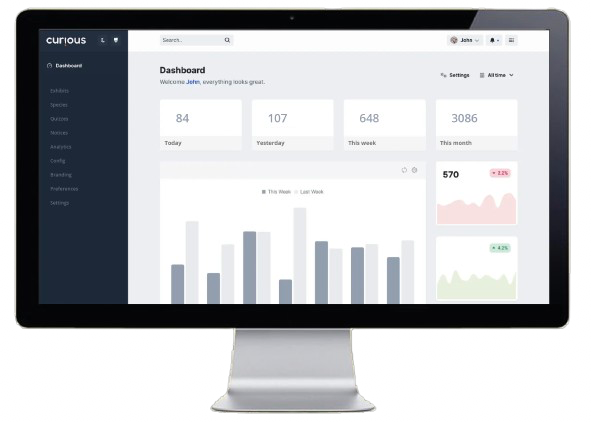 curious
Search..
John
Dashboard
Exhibits
Species
Quizzes
Notices
Analytics
Config
Branding
Preferences
Settings
Dashboard
Welcome John, everything looks great.
Settings
All time
84
107
648
3086
Today
Yesterday
This week
This month
This Week
Last Week
570
2.2%
4.2%